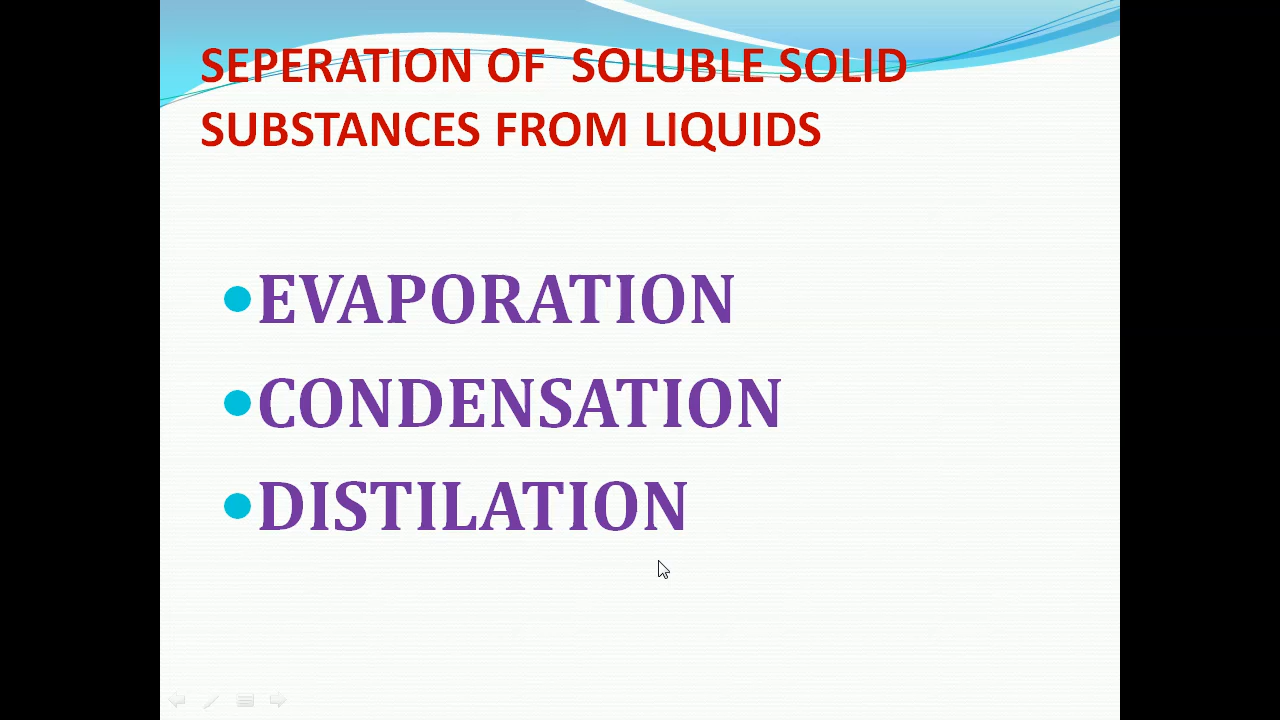 SEPERATION OF SOLUBLE SOLID
SUBSTANCES FROM LIQUIDS
•EVAPORATION
•CONDENSATION
•DISTILATION